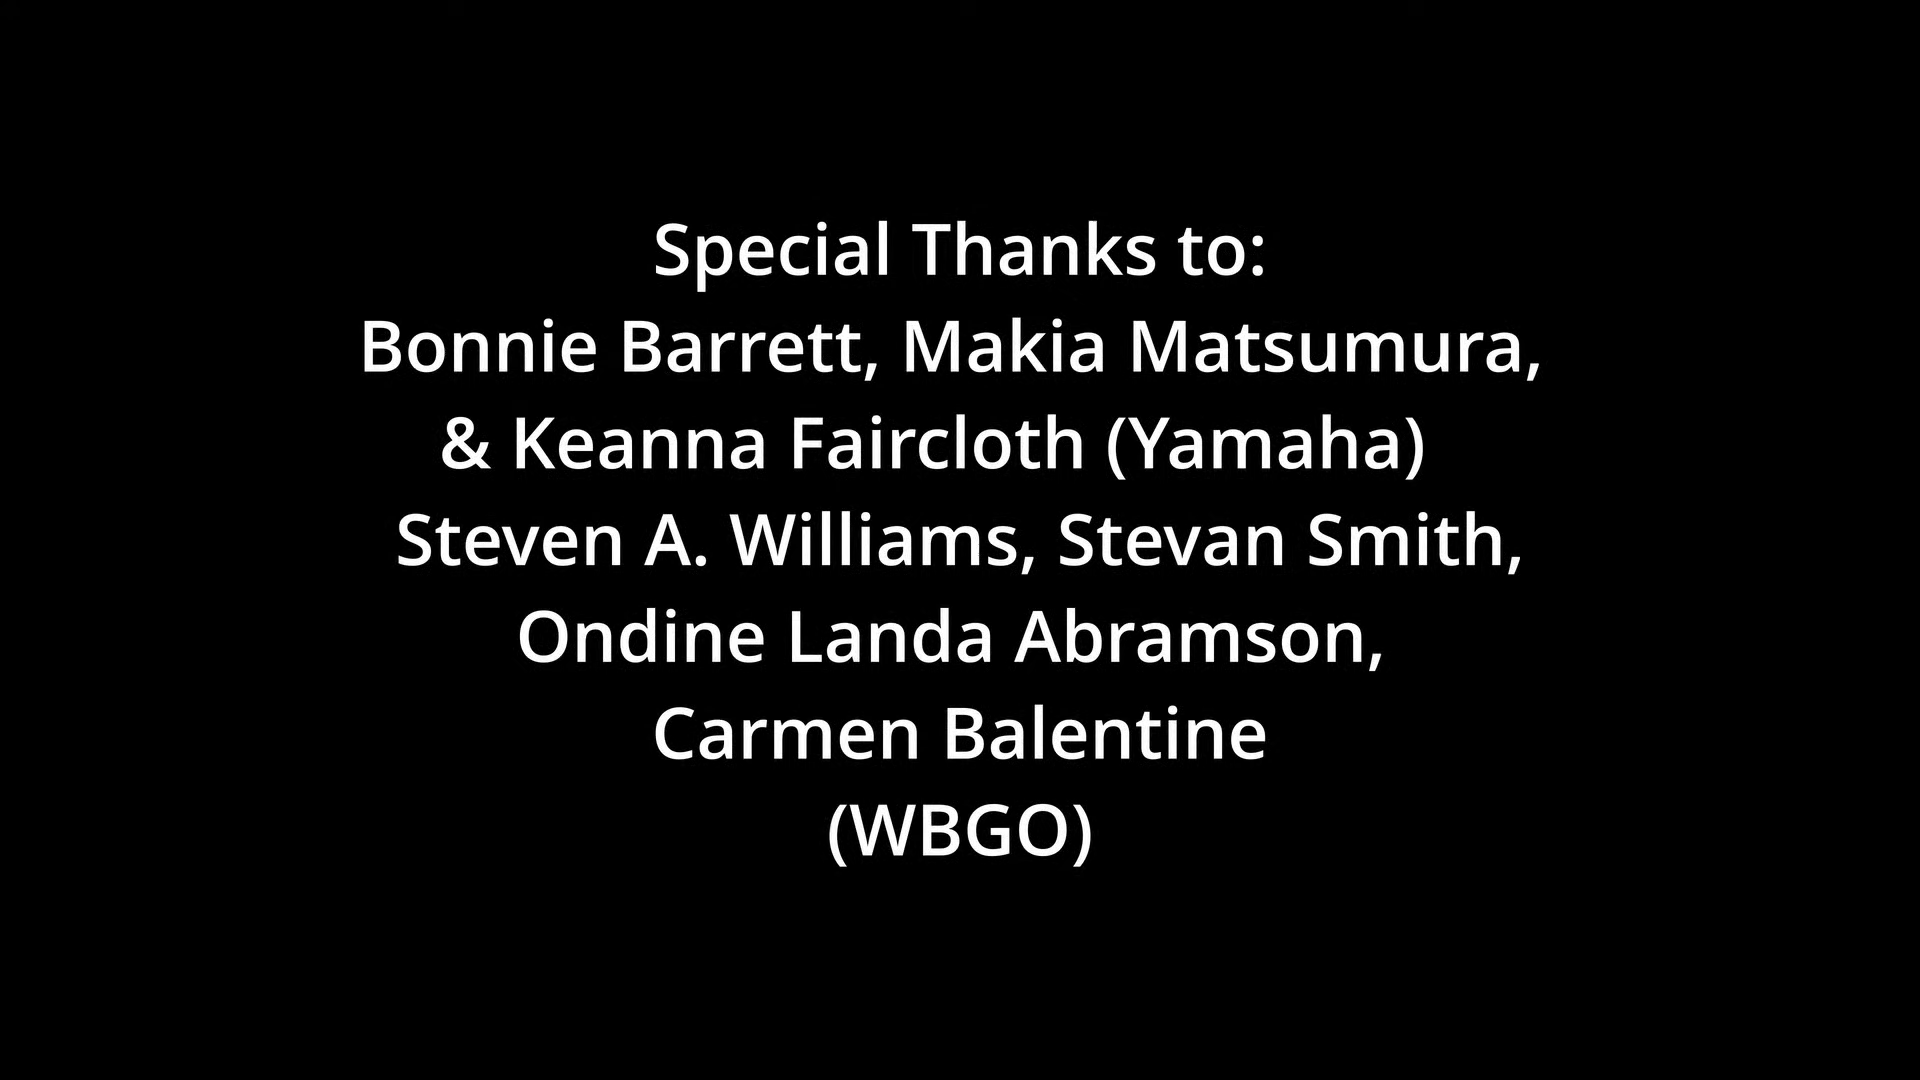 Special Thanks to:
Bonnie Barrett, Makia Matsumura,
& Keanna Faircloth (Yamaha)
Steven A. Williams, Stevan Smith,
Ondine Landa Abramson,
Carmen Balentine
(WBGO)